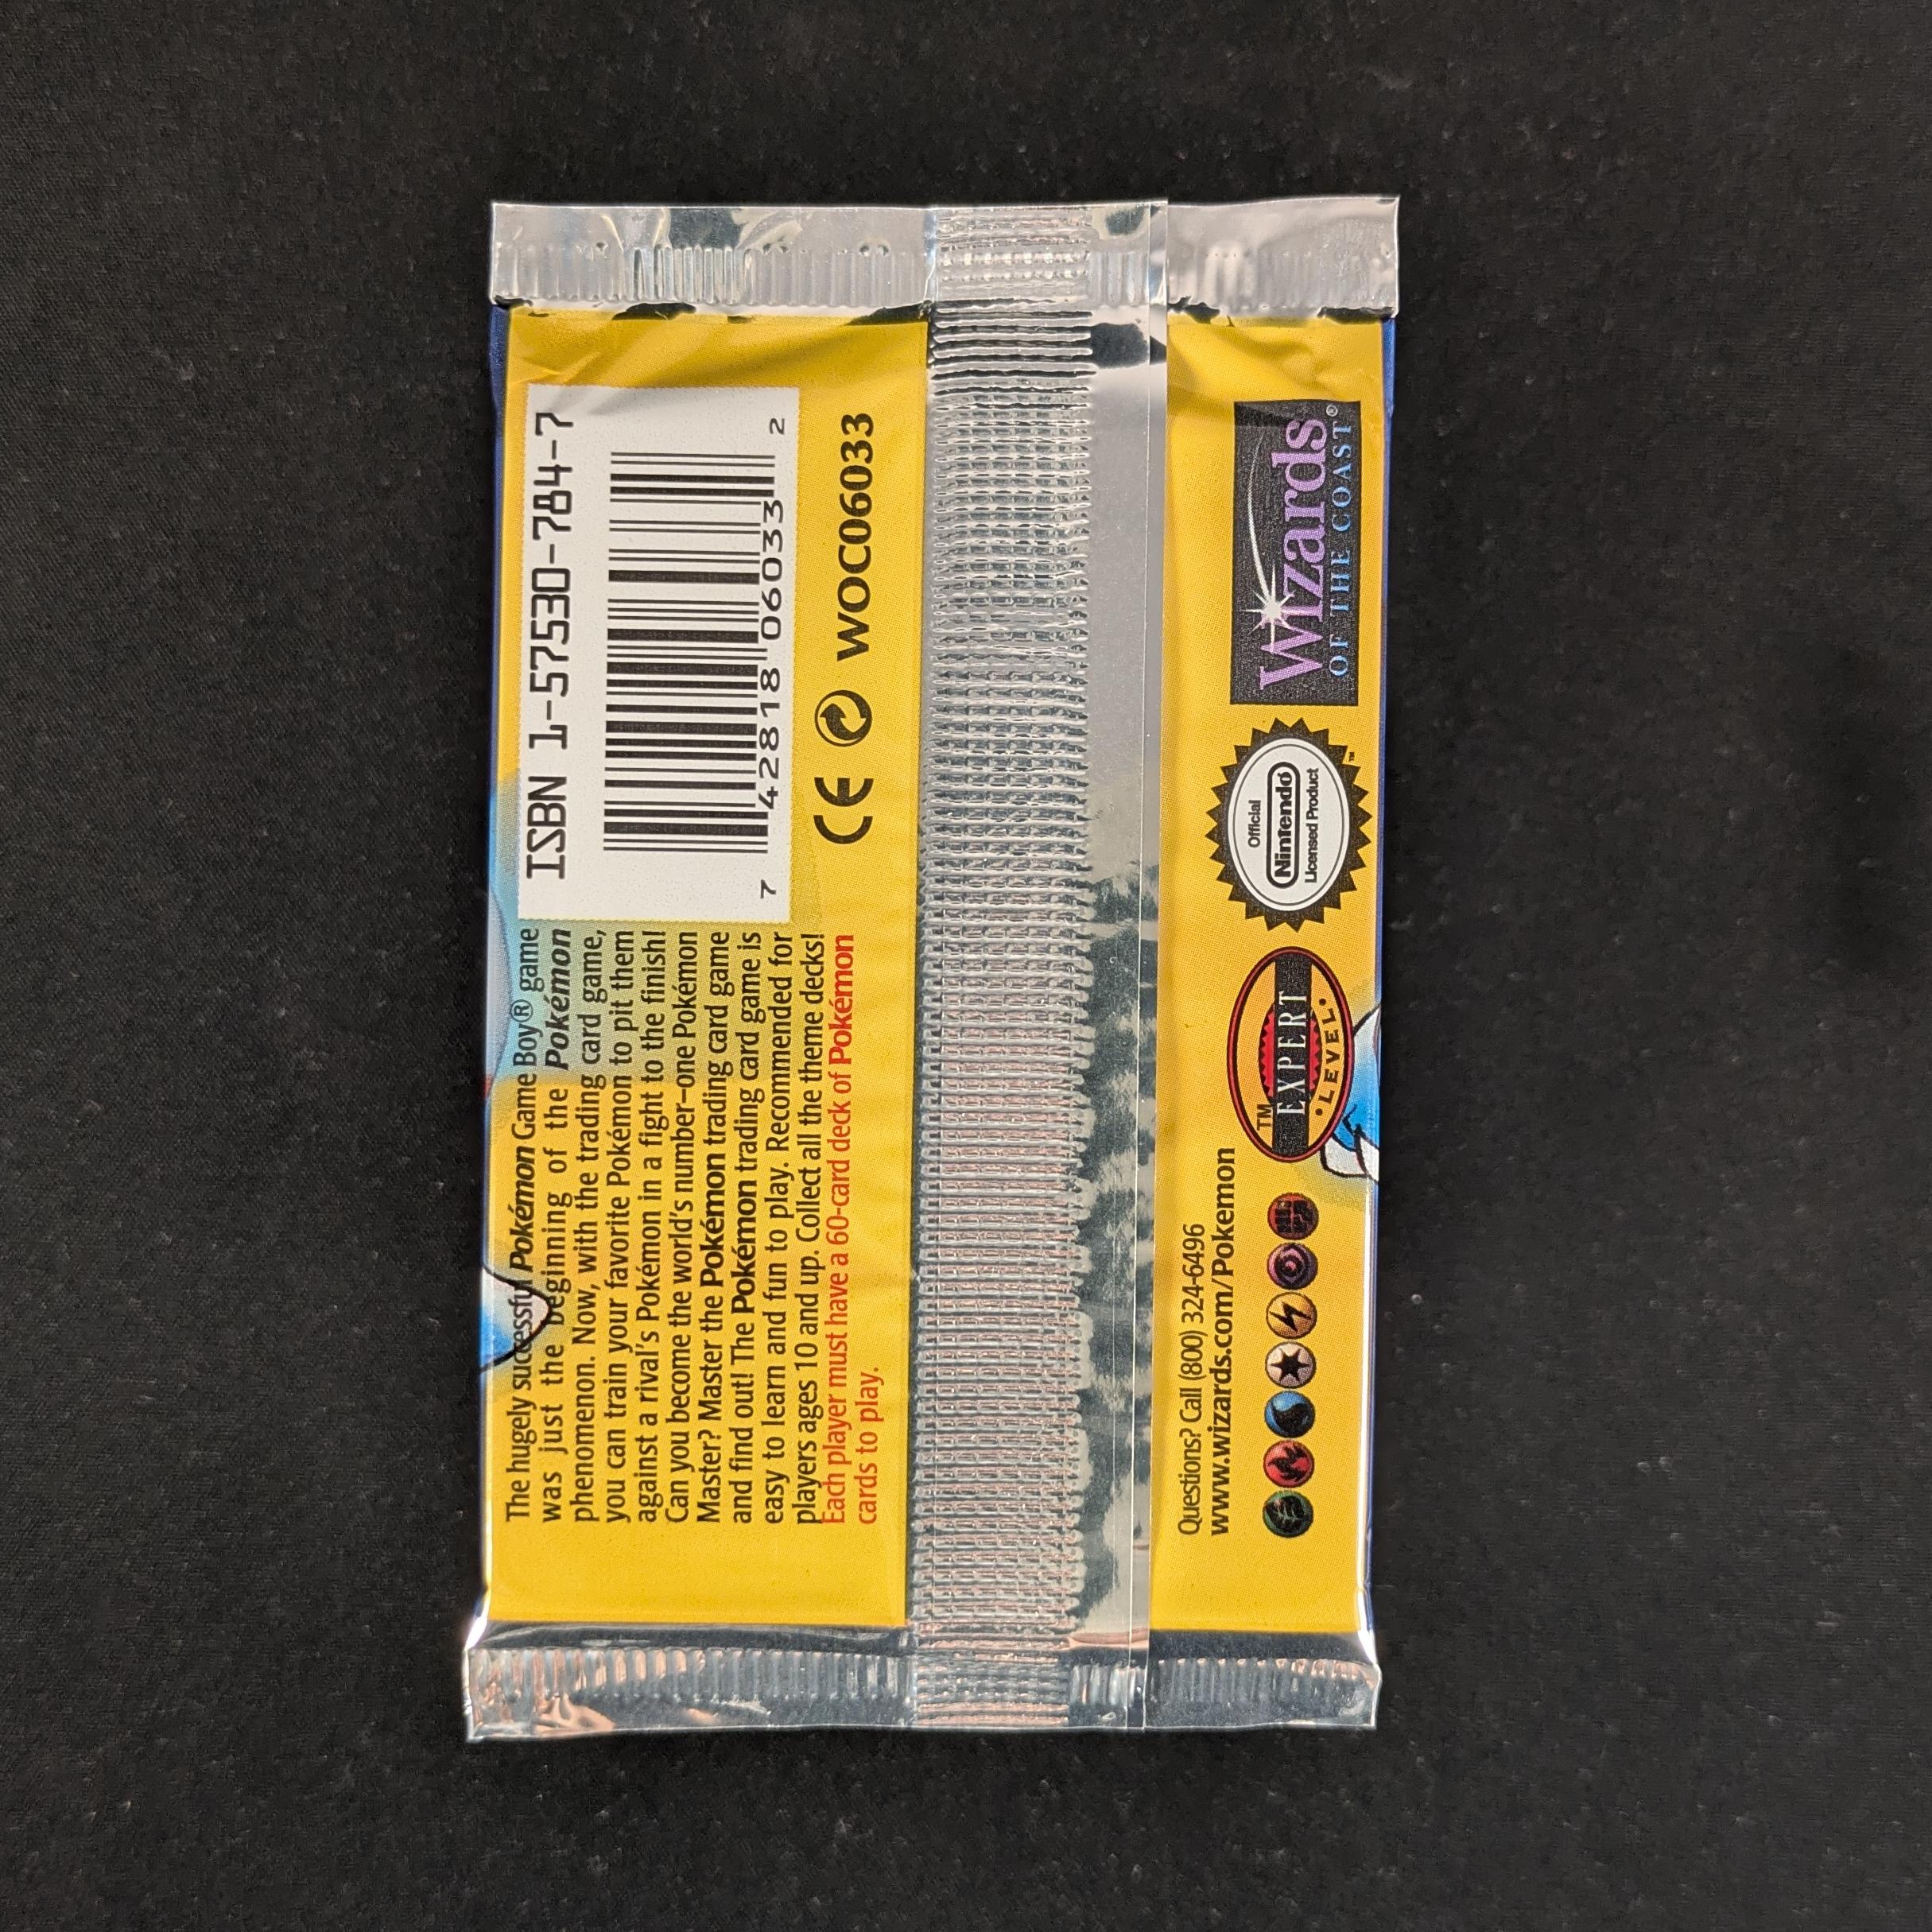 The hugely successful Pokémon Game Boy® game
was just the beginning of the Pokémon
phenomenon. Now, with the trading card game,
you can train your favorite Pokémon to pit them
against a rival's Pokémon in a fight to the finish!
Can you become the world's number-one Pokémon
Master? Master the Pokémon trading card game
and find out! The Pokémon trading card game is
easy to learn and fun to play. Recommended for
players ages 10 and up. Collect all the theme decks!
Each player must have a 60-card deck of Pokémon
cards to play.
ISBN 1-57530-784-7
7 42818 06033 2
CE WOC06033
Questions? Call (800) 324-6496
www.wizards.com/Pokemon
TM
EXPERT
• LEVEL •
Official
Nintendo®
Licensed Product
TM
Wizards
OF THE COAST®